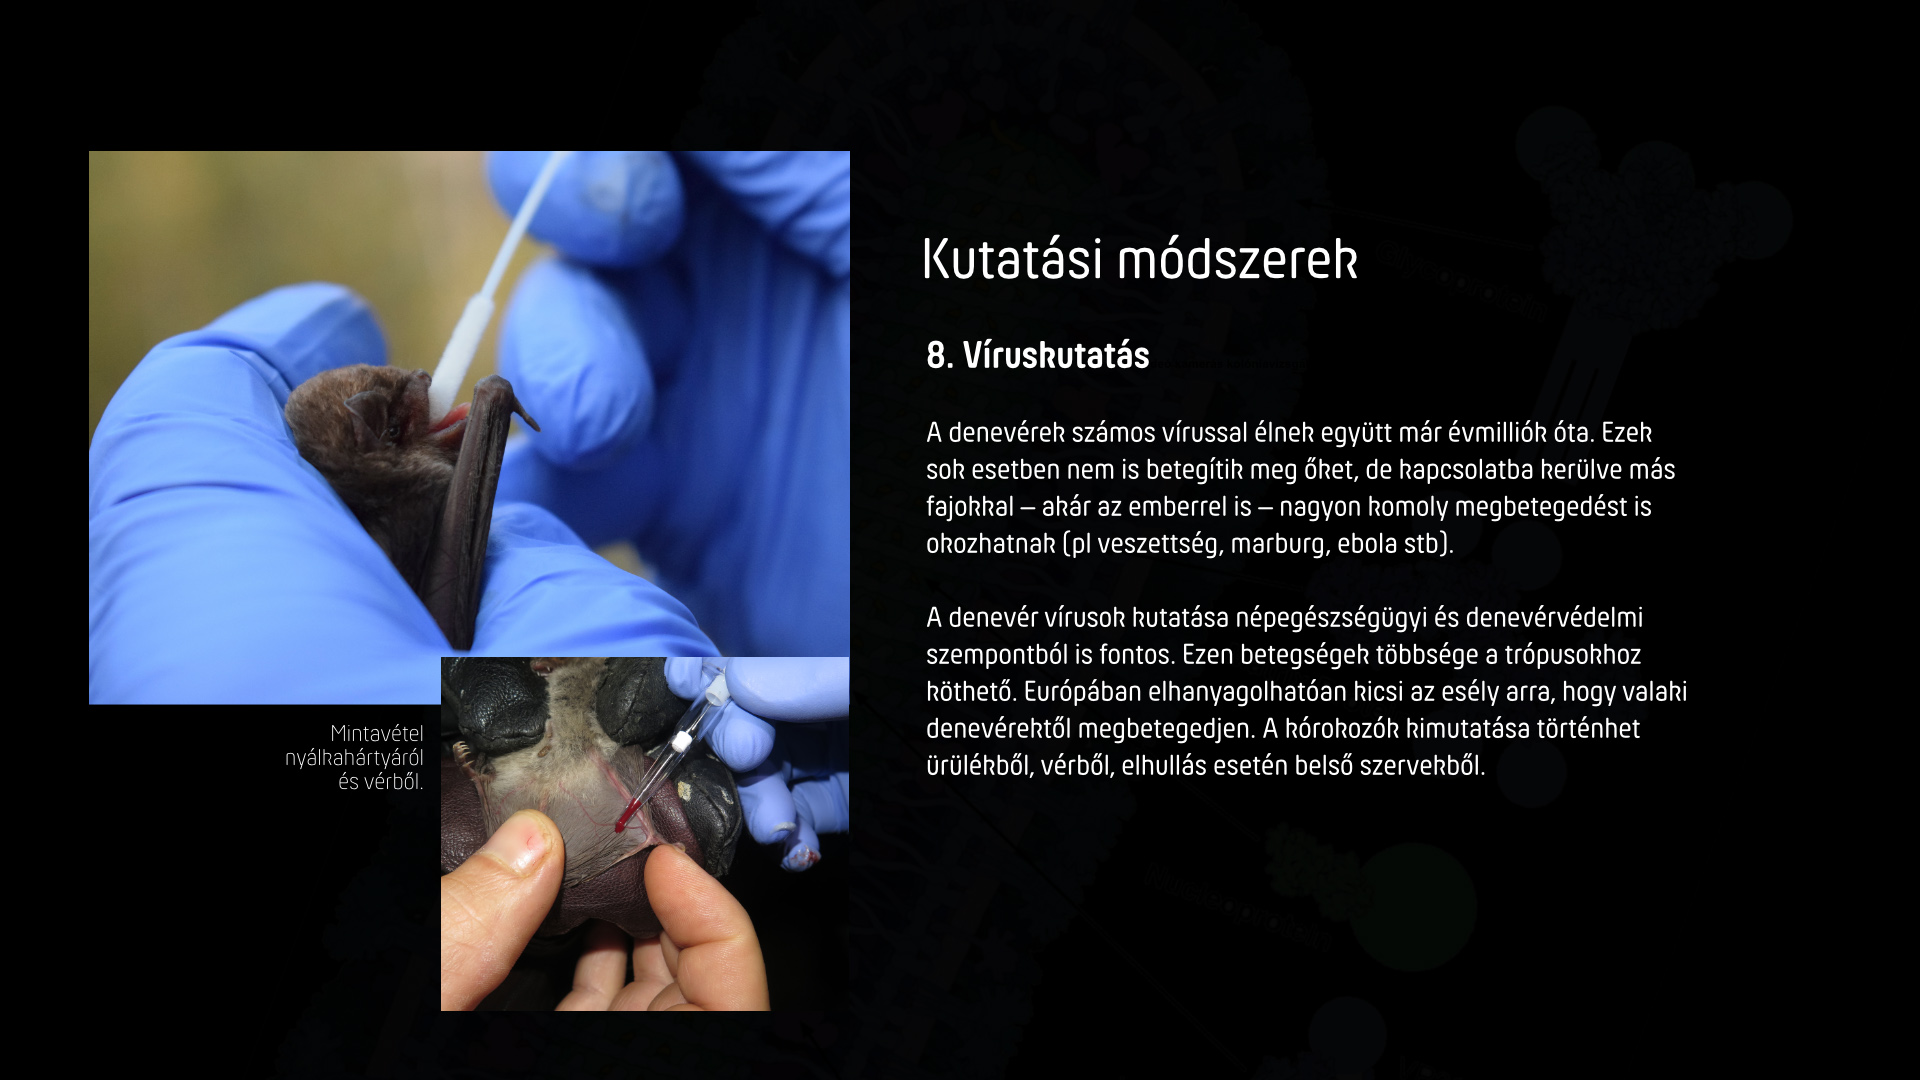 Kutatási módszerek
8. Víruskutatás
A denevérek számos vírussal élnek együtt már évmilliók óta. Ezek
sok esetben nem is betegítik meg őket, de kapcsolatba kerülve más
fajokkal – akár az emberrel is – nagyon komoly megbetegedést is
okozhatnak (pl veszettség, marburg, ebola stb).
A denevér vírusok kutatása népegészségügyi és denevérvédelmi
szempontból is fontos. Ezen betegségek többsége a trópusokhoz
köthető. Európában elhanyagolhatóan kicsi az esély arra, hogy valaki
denevérektől megbetegedjen. A kórokozók kimutatása történhet
ürülékből, vérből, elhullás esetén belső szervekből.
Mintavétel
nyálkahártyáról
és vérből.